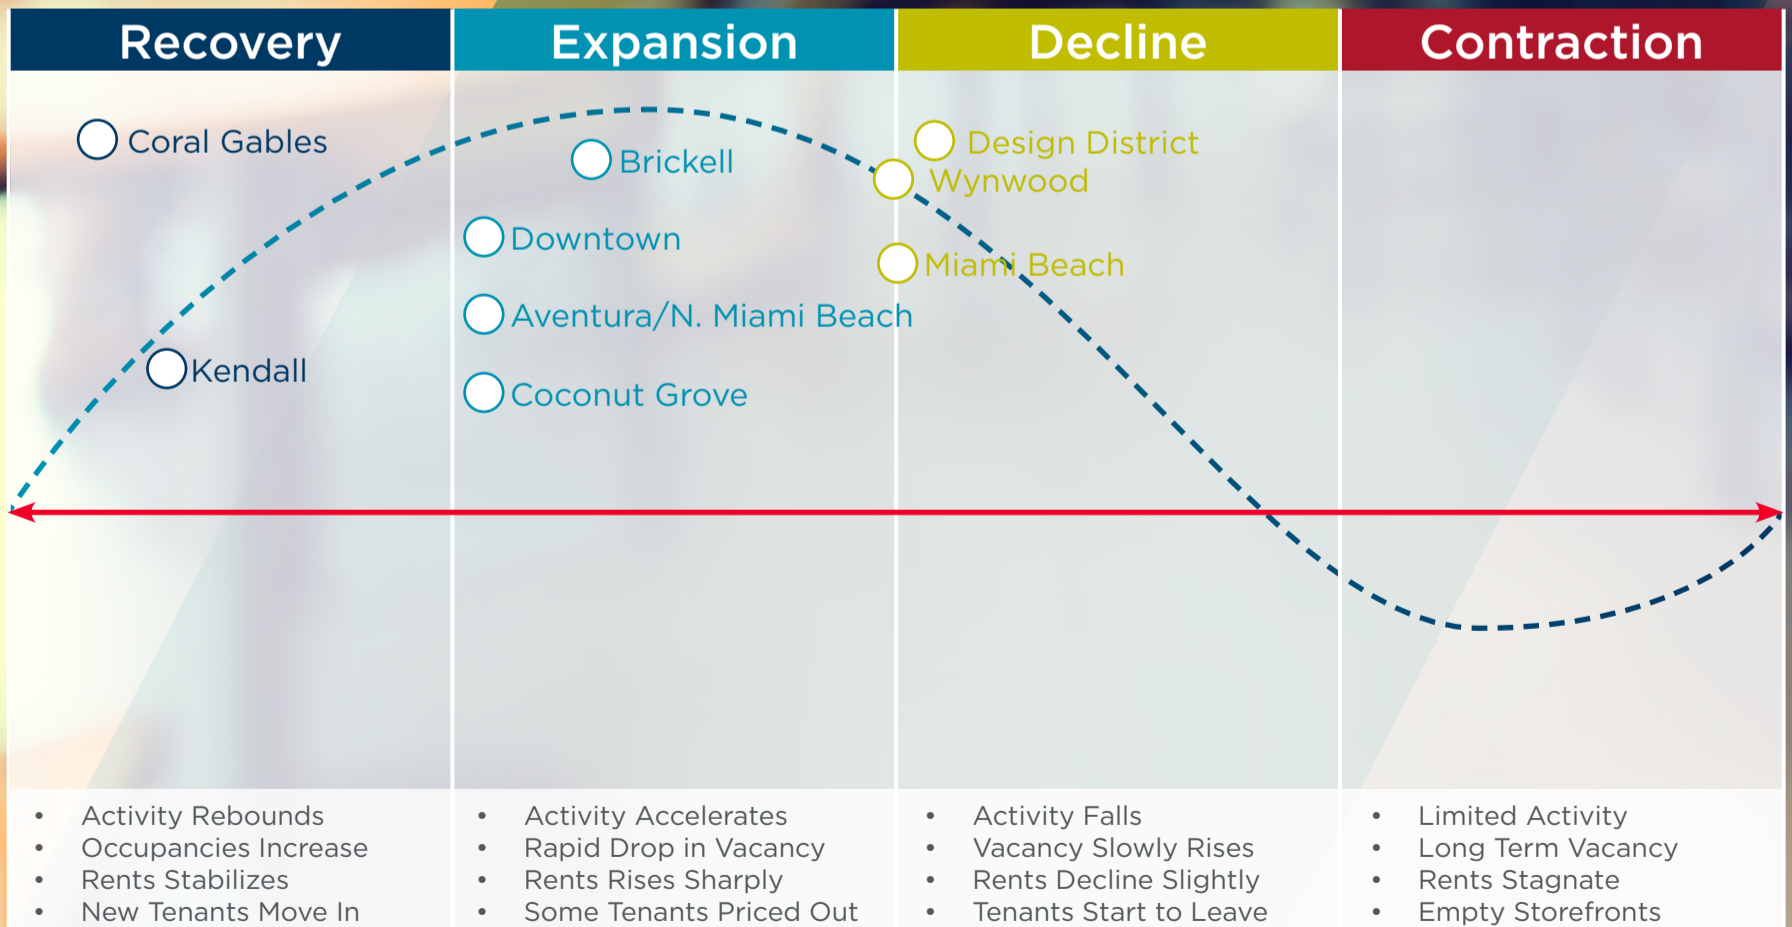 Recovery
Expansion
Decline
Contraction
Coral Gables
Kendall
Brickell
Downtown
Aventura/N. Miami Beach
Coconut Grove
Design District
Wynwood
Miami Beach
• Activity Rebounds
• Occupancies Increase
• Rents Stabilizes
• New Tenants Move In
• Activity Accelerates
• Rapid Drop in Vacancy
• Rents Rises Sharply
• Some Tenants Priced Out
• Activity Falls
• Vacancy Slowly Rises
• Rents Decline Slightly
• Tenants Start to Leave
• Limited Activity
• Long Term Vacancy
• Rents Stagnate
• Empty Storefronts